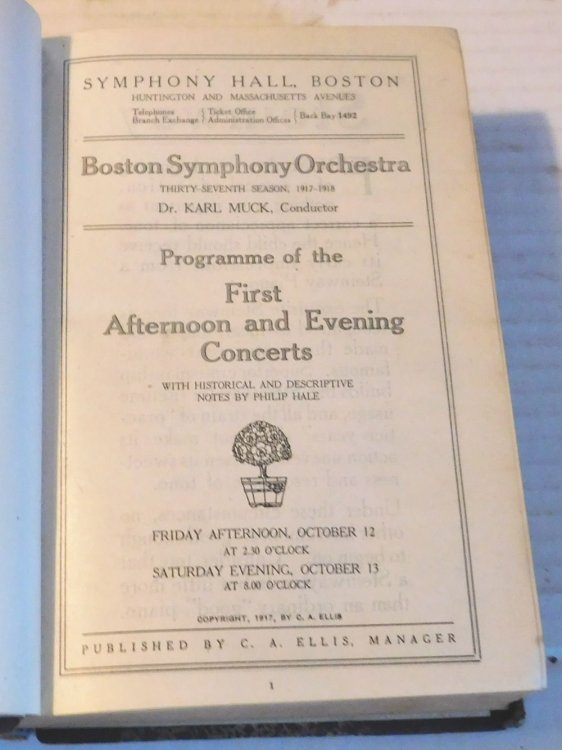 SYMPHONY HALL, BOSTON
HUNTINGTON AND MASSACHUSETTS AVENUES
Telephones { Ticket Office } Back Bay 1492
Branch Exchange { Administration Offices }
Boston Symphony Orchestra
THIRTY-SEVENTH SEASON, 1917-1918
Dr. KARL MUCK, Conductor
Programme of the
First
Afternoon and Evening
Concerts
WITH HISTORICAL AND DESCRIPTIVE
NOTES BY PHILIP HALE
FRIDAY AFTERNOON, OCTOBER 12
AT 2.30 O'CLOCK
SATURDAY EVENING, OCTOBER 13
AT 8.00 O'CLOCK
COPYRIGHT, 1917, BY C. A. ELLIS
PUBLISHED BY C. A. ELLIS, MANAGER
1